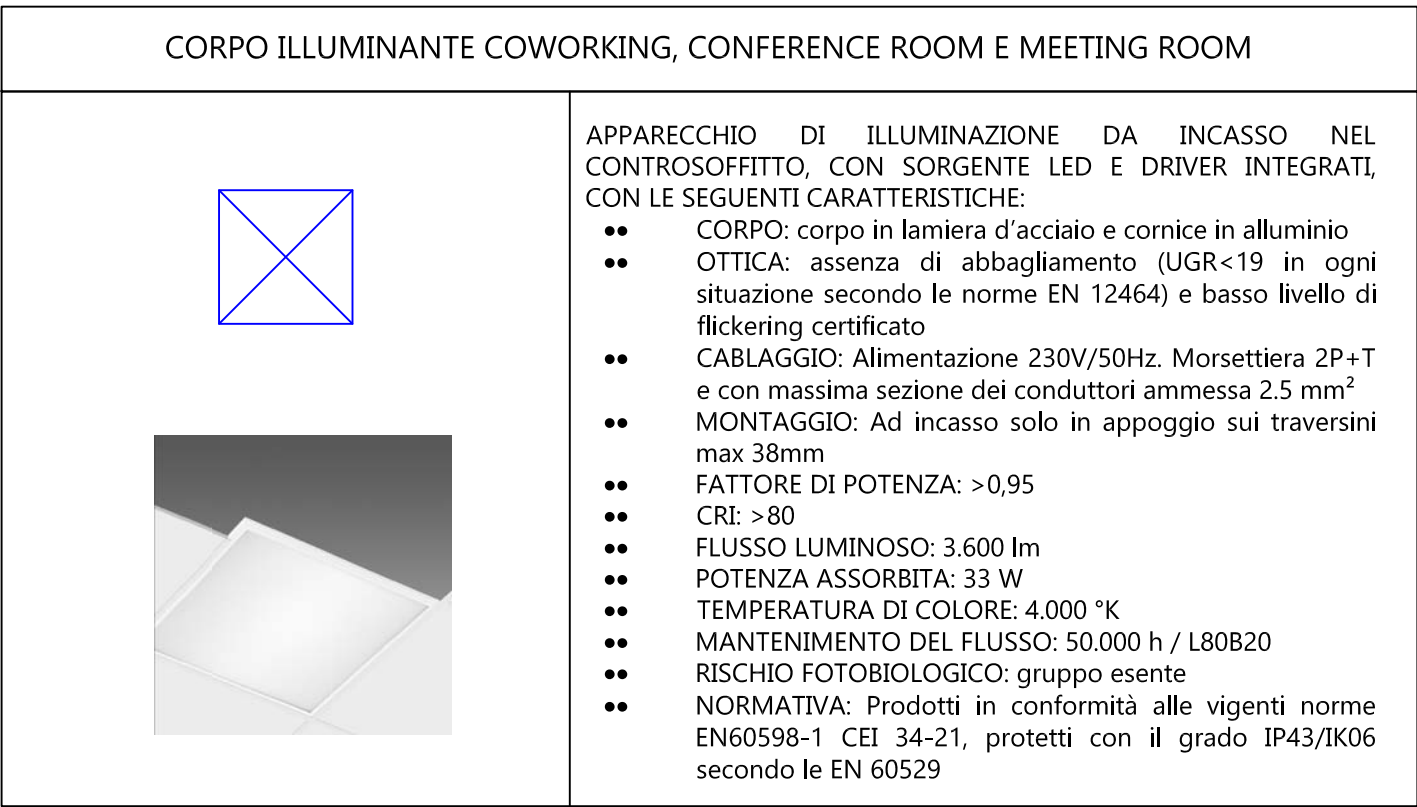 CORPO ILLUMINANTE COWORKING, CONFERENCE ROOM E MEETING ROOM
APPARECCHIO DI ILLUMINAZIONE DA INCASSO NEL
CONTROSOFFITTO, CON SORGENTE LED E DRIVER INTEGRATI,
CON LE SEGUENTI CARATTERISTICHE:
•• CORPO: corpo in lamiera d’acciaio e cornice in alluminio
•• OTTICA: assenza di abbagliamento (UGR<19 in ogni
situazione secondo le norme EN 12464) e basso livello di
flickering certificato
•• CABLAGGIO: Alimentazione 230V/50Hz. Morsettiera 2P+T
e con massima sezione dei conduttori ammessa 2.5 mm²
•• MONTAGGIO: Ad incasso solo in appoggio sui traversini
max 38mm
•• FATTORE DI POTENZA: >0,95
•• CRI: >80
•• FLUSSO LUMINOSO: 3.600 lm
•• POTENZA ASSORBITA: 33 W
•• TEMPERATURA DI COLORE: 4.000 °K
•• MANTENIMENTO DEL FLUSSO: 50.000 h / L80B20
•• RISCHIO FOTOBIOLOGICO: gruppo esente
•• NORMATIVA: Prodotti in conformità alle vigenti norme
EN60598-1 CEI 34-21, protetti con il grado IP43/IK06
secondo le EN 60529